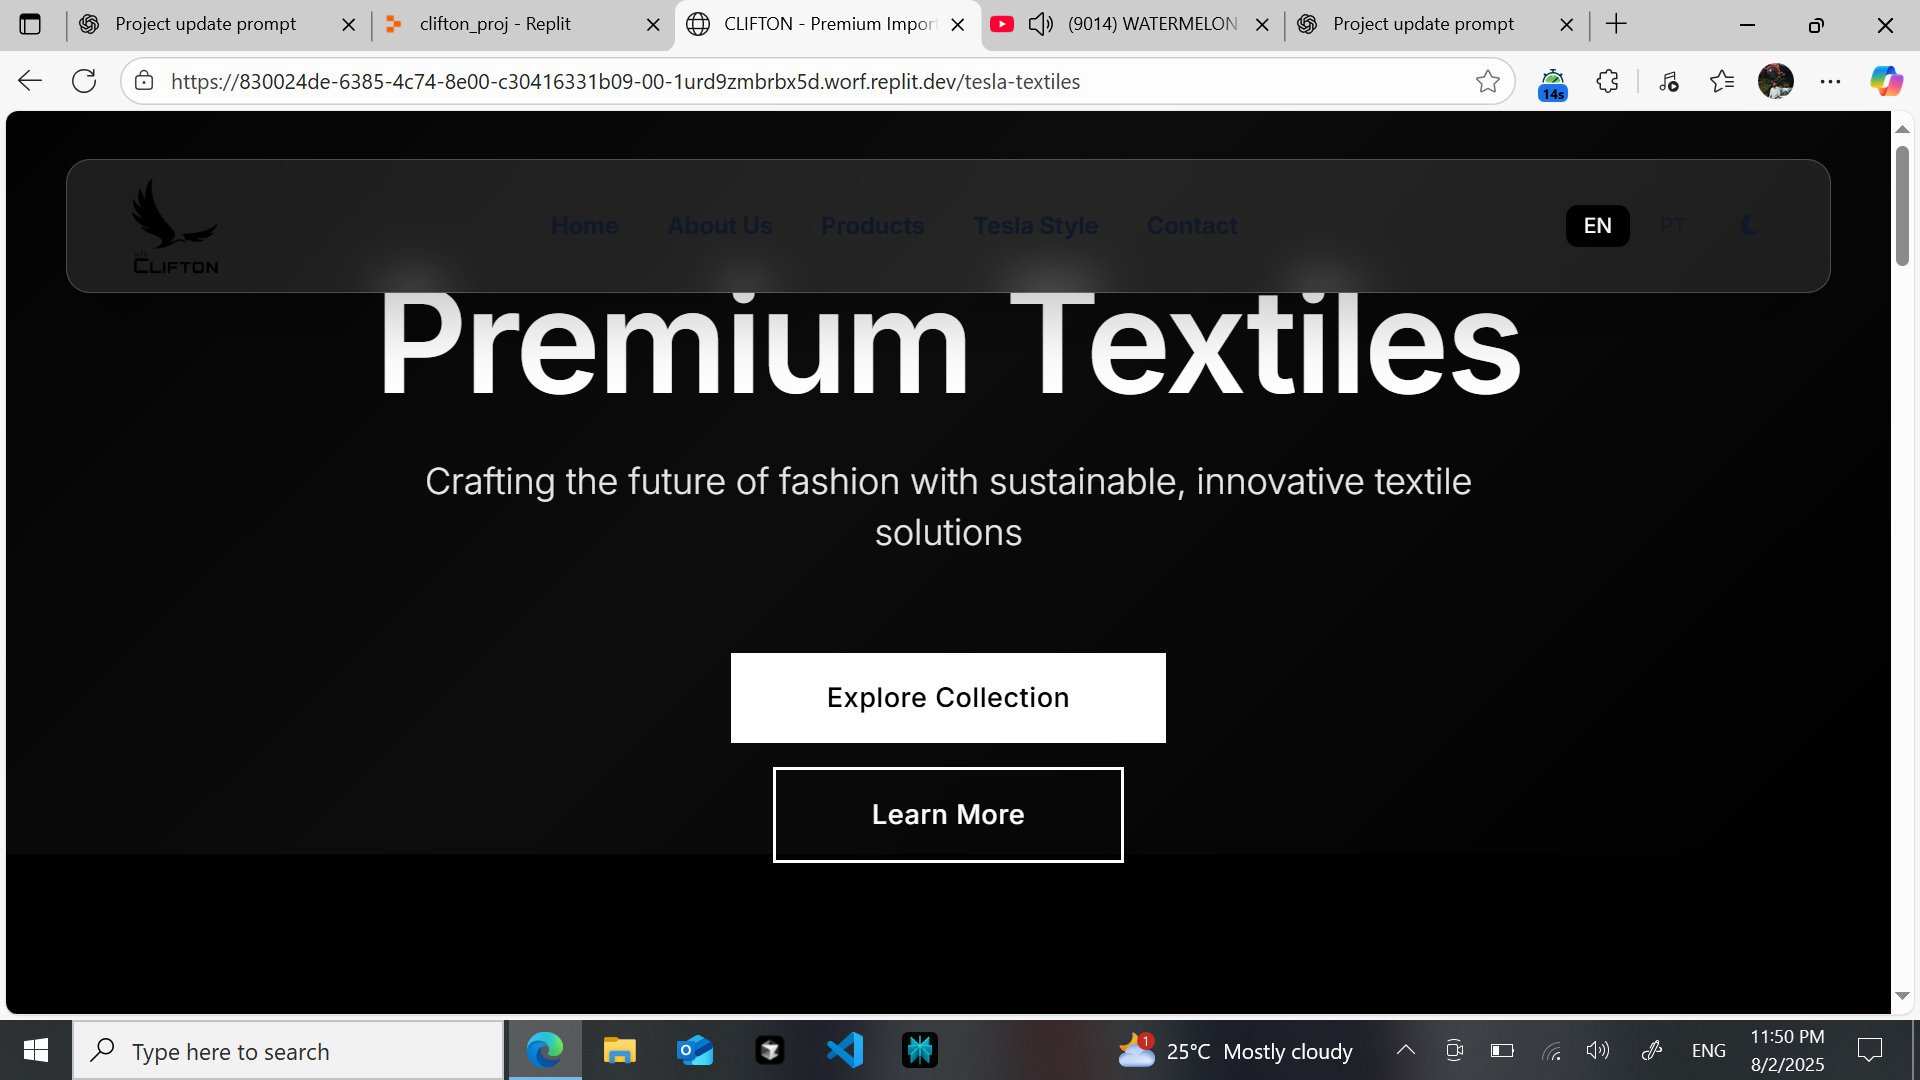 Project update prompt
clifton_proj - Replit
CLIFTON - Premium Impor
(9014) WATERMELON
Project update prompt
https://830024de-6385-4c74-8e00-c30416331b09-00-1urd9zmbrbx5d.worf.replit.dev/tesla-textiles
14s
CLIFTON
Home
About Us
Products
Tesla Style
Contact
EN
PT
Premium Textiles
Crafting the future of fashion with sustainable, innovative textile
solutions
Explore Collection
Learn More
Type here to search
1
25°C Mostly cloudy
ENG
11:50 PM
8/2/2025